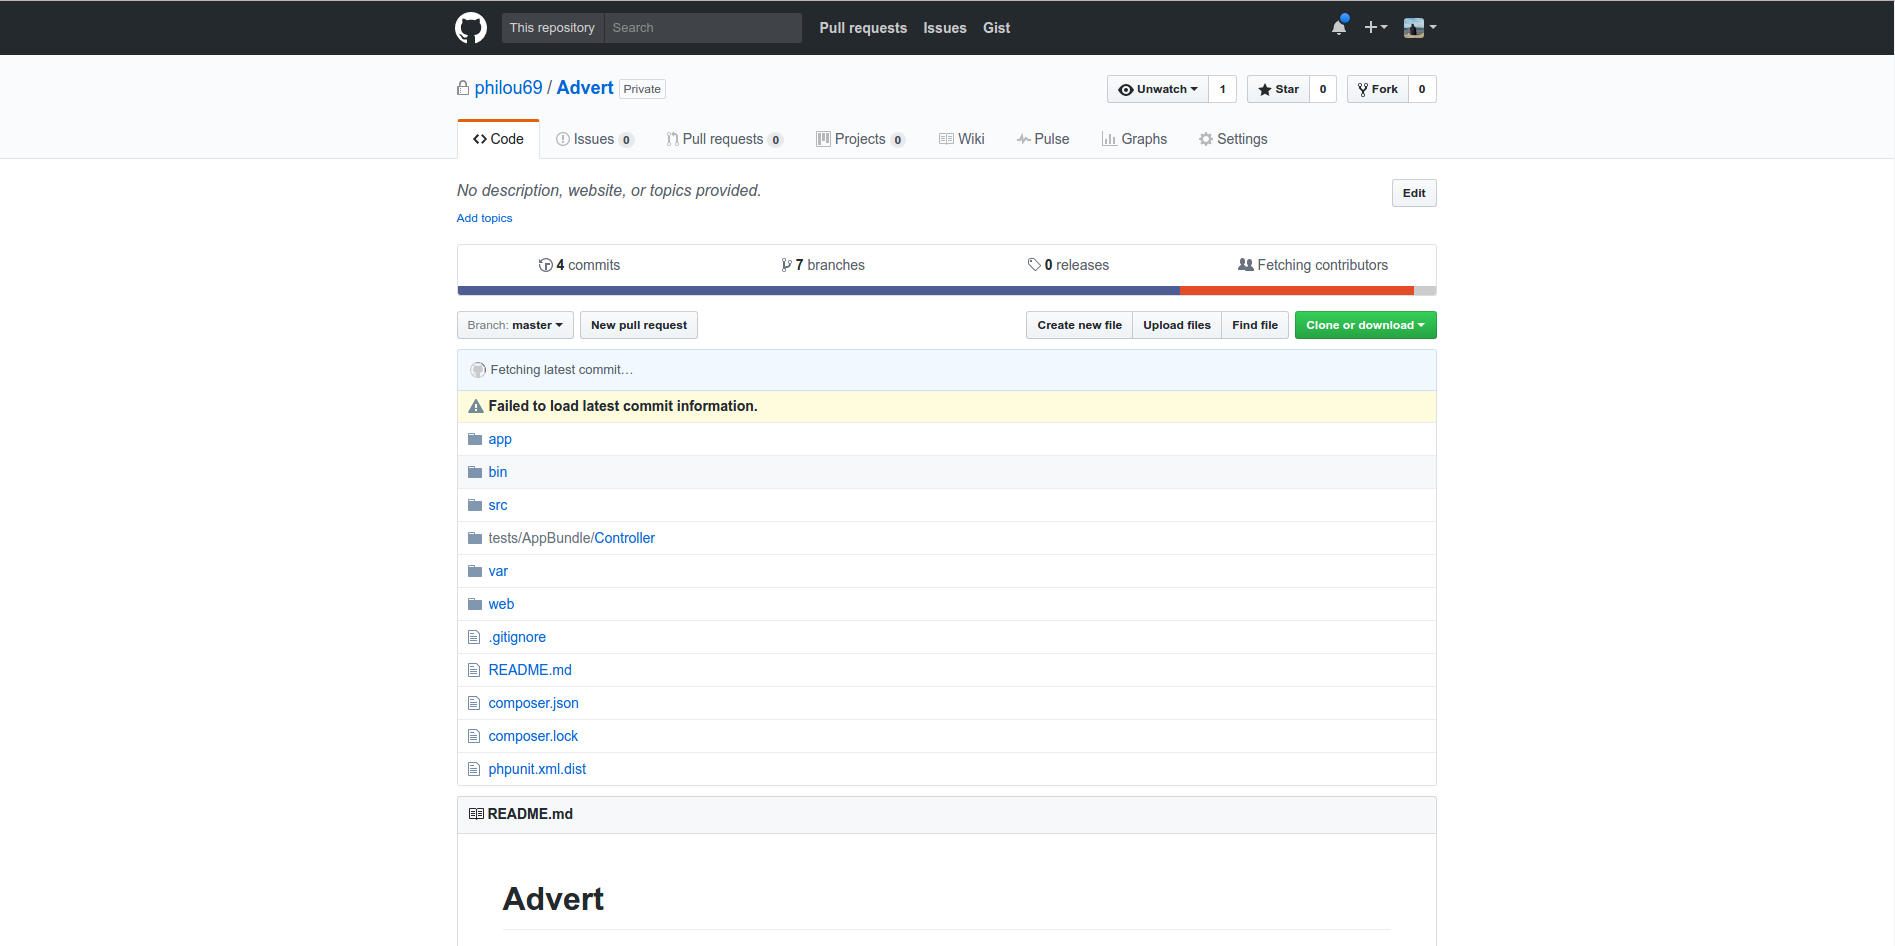 This repository Search Pull requests Issues Gist
philou69 / Advert Private Unwatch 1 Star 0 Fork 0
Code Issues 0 Pull requests 0 Projects 0 Wiki Pulse Graphs Settings
No description, website, or topics provided. Edit
Add topics
4 commits 7 branches 0 releases Fetching contributors
Branch: master New pull request Create new file Upload files Find file Clone or download
Fetching latest commit…
Failed to load latest commit information.
app
bin
src
tests/AppBundle/Controller
var
web
.gitignore
README.md
composer.json
composer.lock
phpunit.xml.dist
README.md
Advert